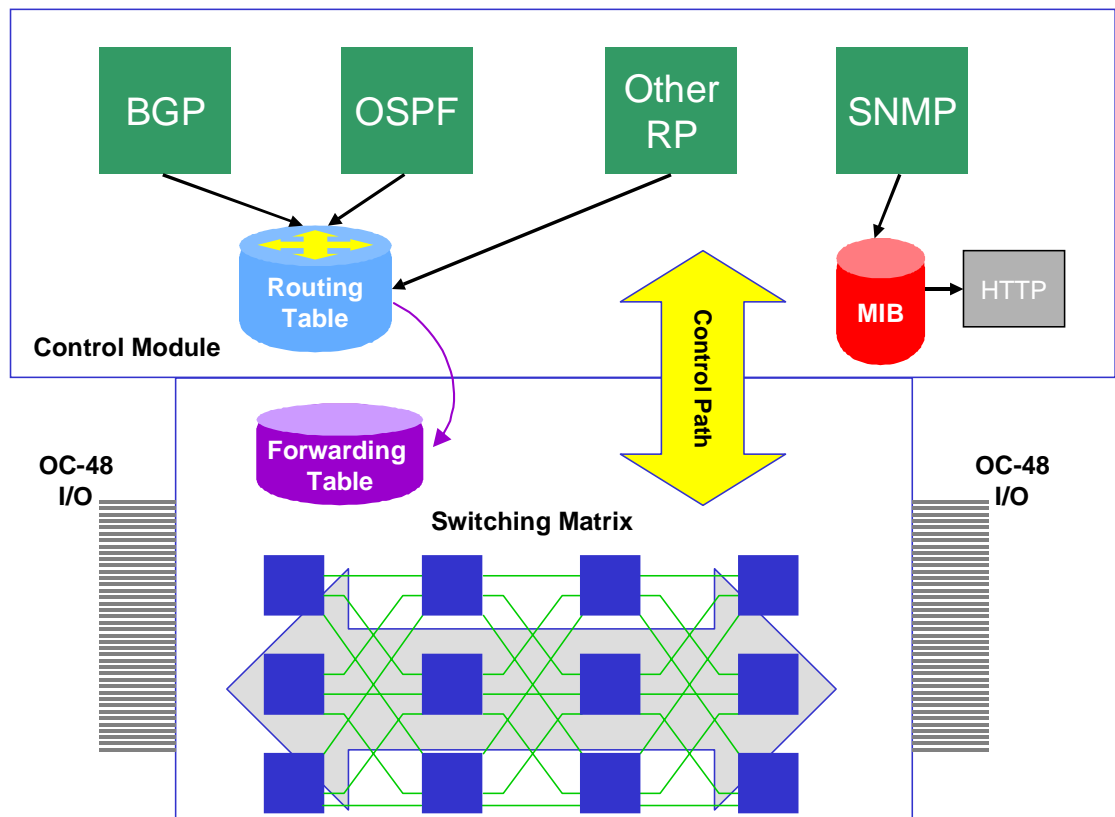 BGP
OSPF
Other
RP
SNMP
Routing
Table
MIB
HTTP
Control Module
Control Path
Forwarding
Table
OC-48
I/O
OC-48
I/O
Switching Matrix